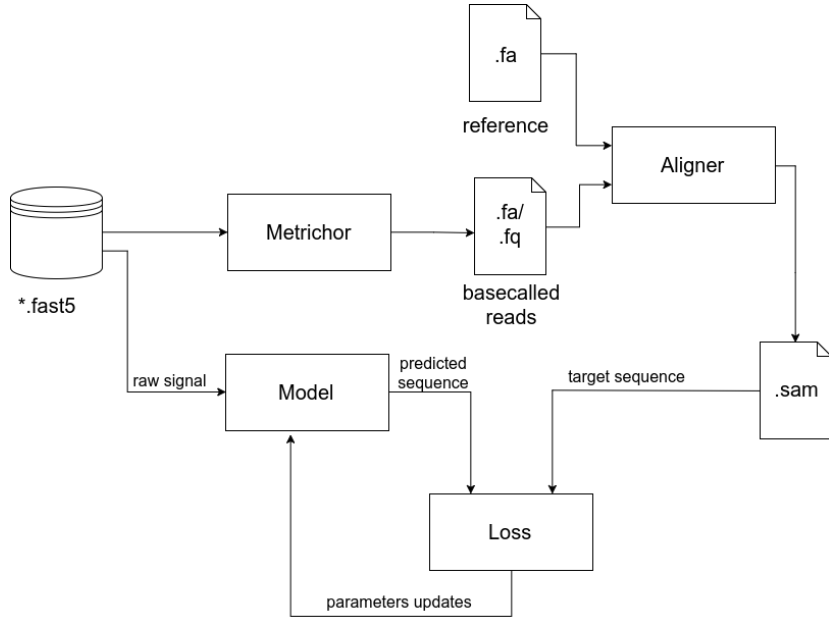 .fa
reference
Aligner
Metrichor
.fa/
.fq
*.fast5
basecalled
reads
raw signal
Model
predicted
sequence
target sequence
.sam
Loss
parameters updates